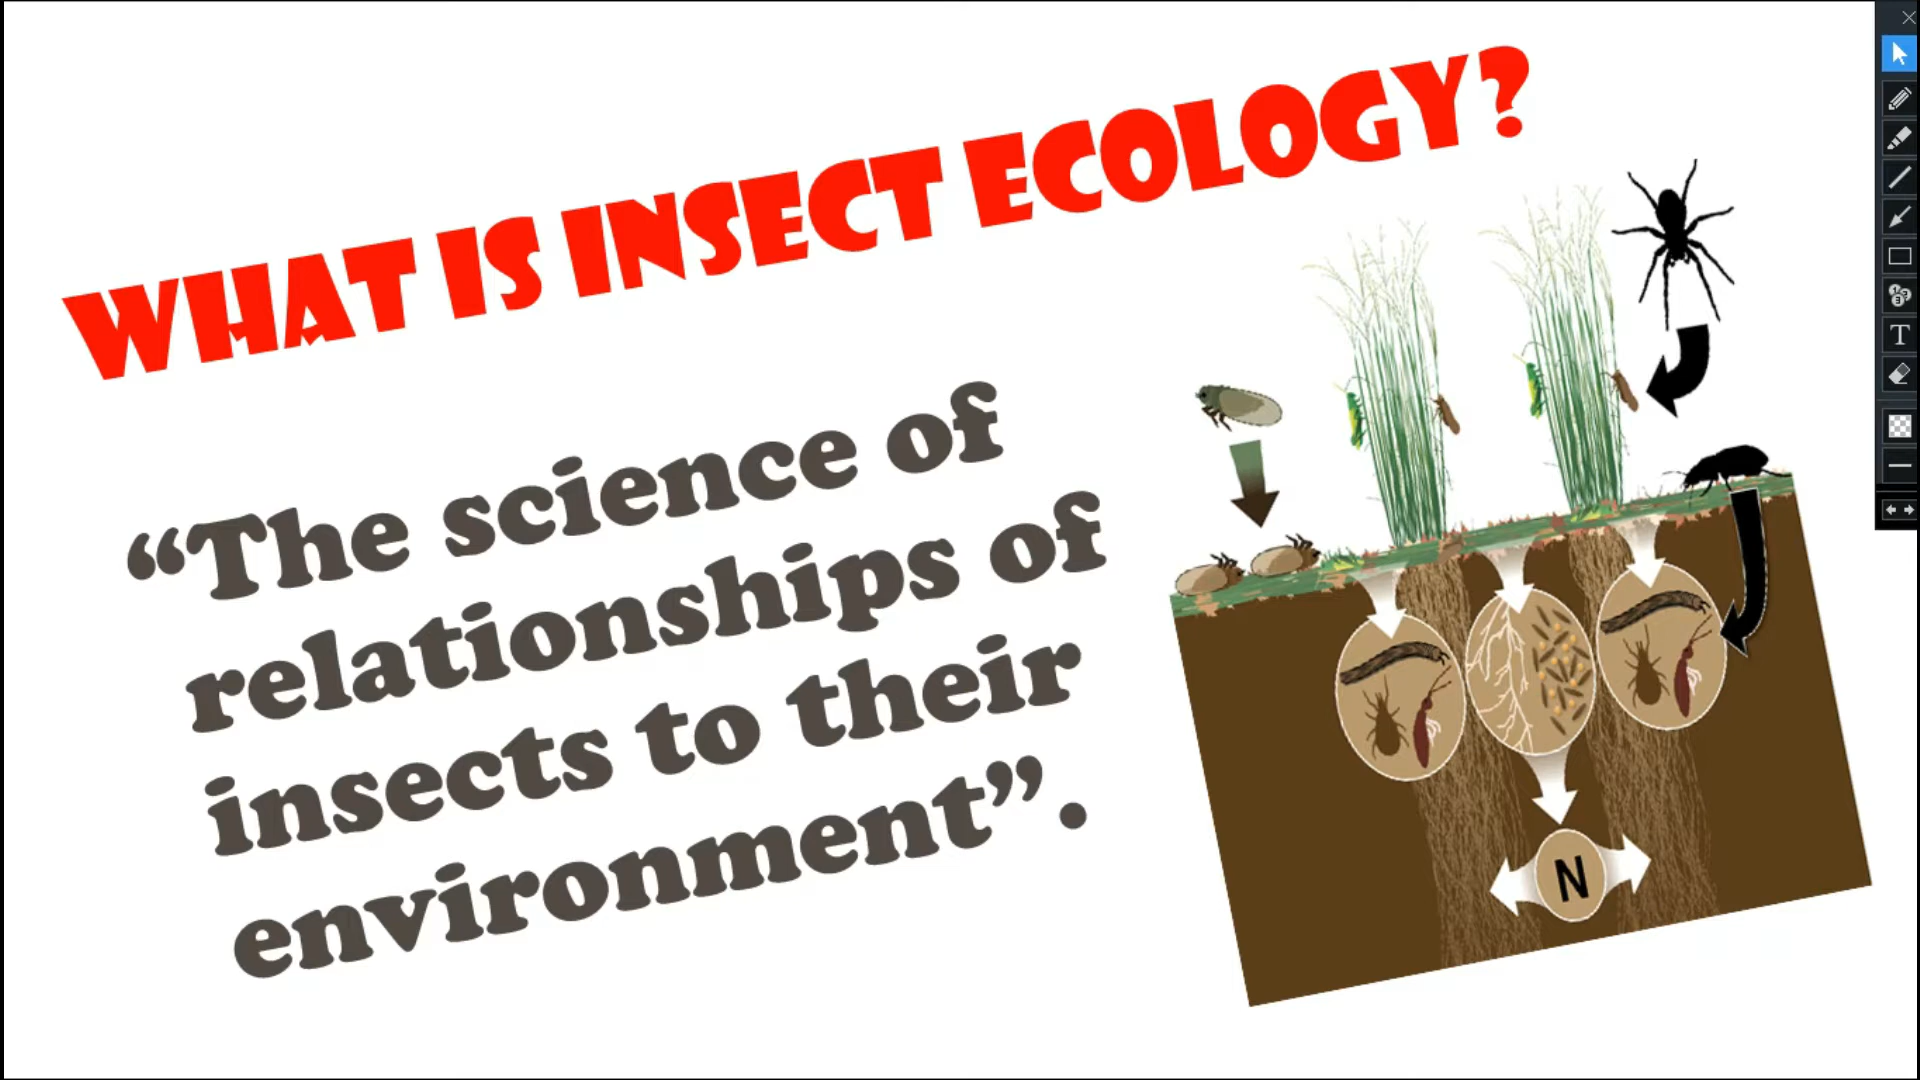 WHAT IS INSECT ECOLOGY?
“The science of
relationships of
insects to their
environment”.
N
T